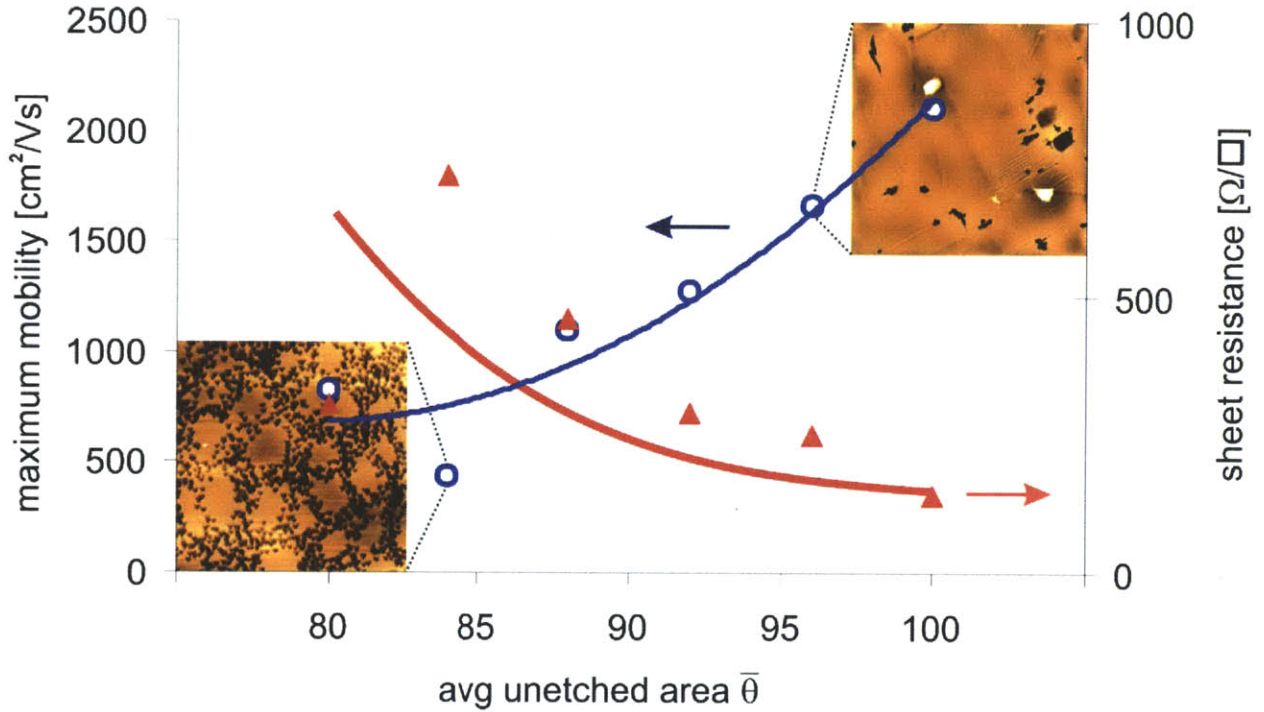 2500
2000
1500
1000
500
0
maximum mobility [cm²/Vs]
1000
500
0
sheet resistance [Ω/□]
80 85 90 95 100
avg unetched area θ̅